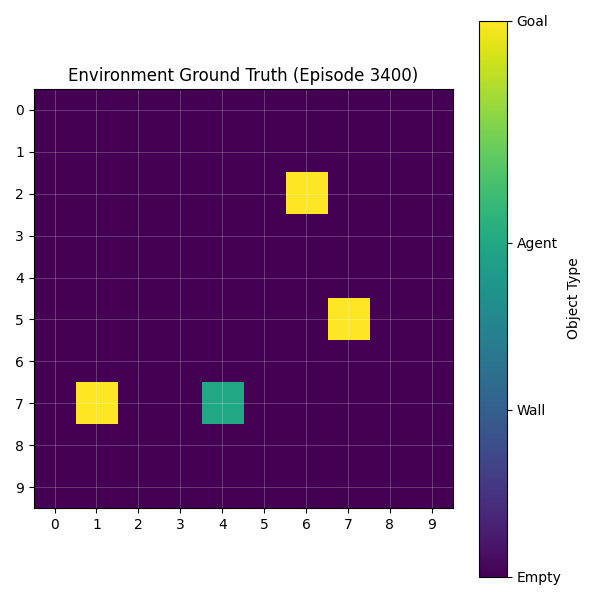 Environment Ground Truth (Episode 3400)
0
1
2
3
4
5
6
7
8
9
0 1 2 3 4 5 6 7 8 9
Goal
Agent
Wall
Empty
Object Type